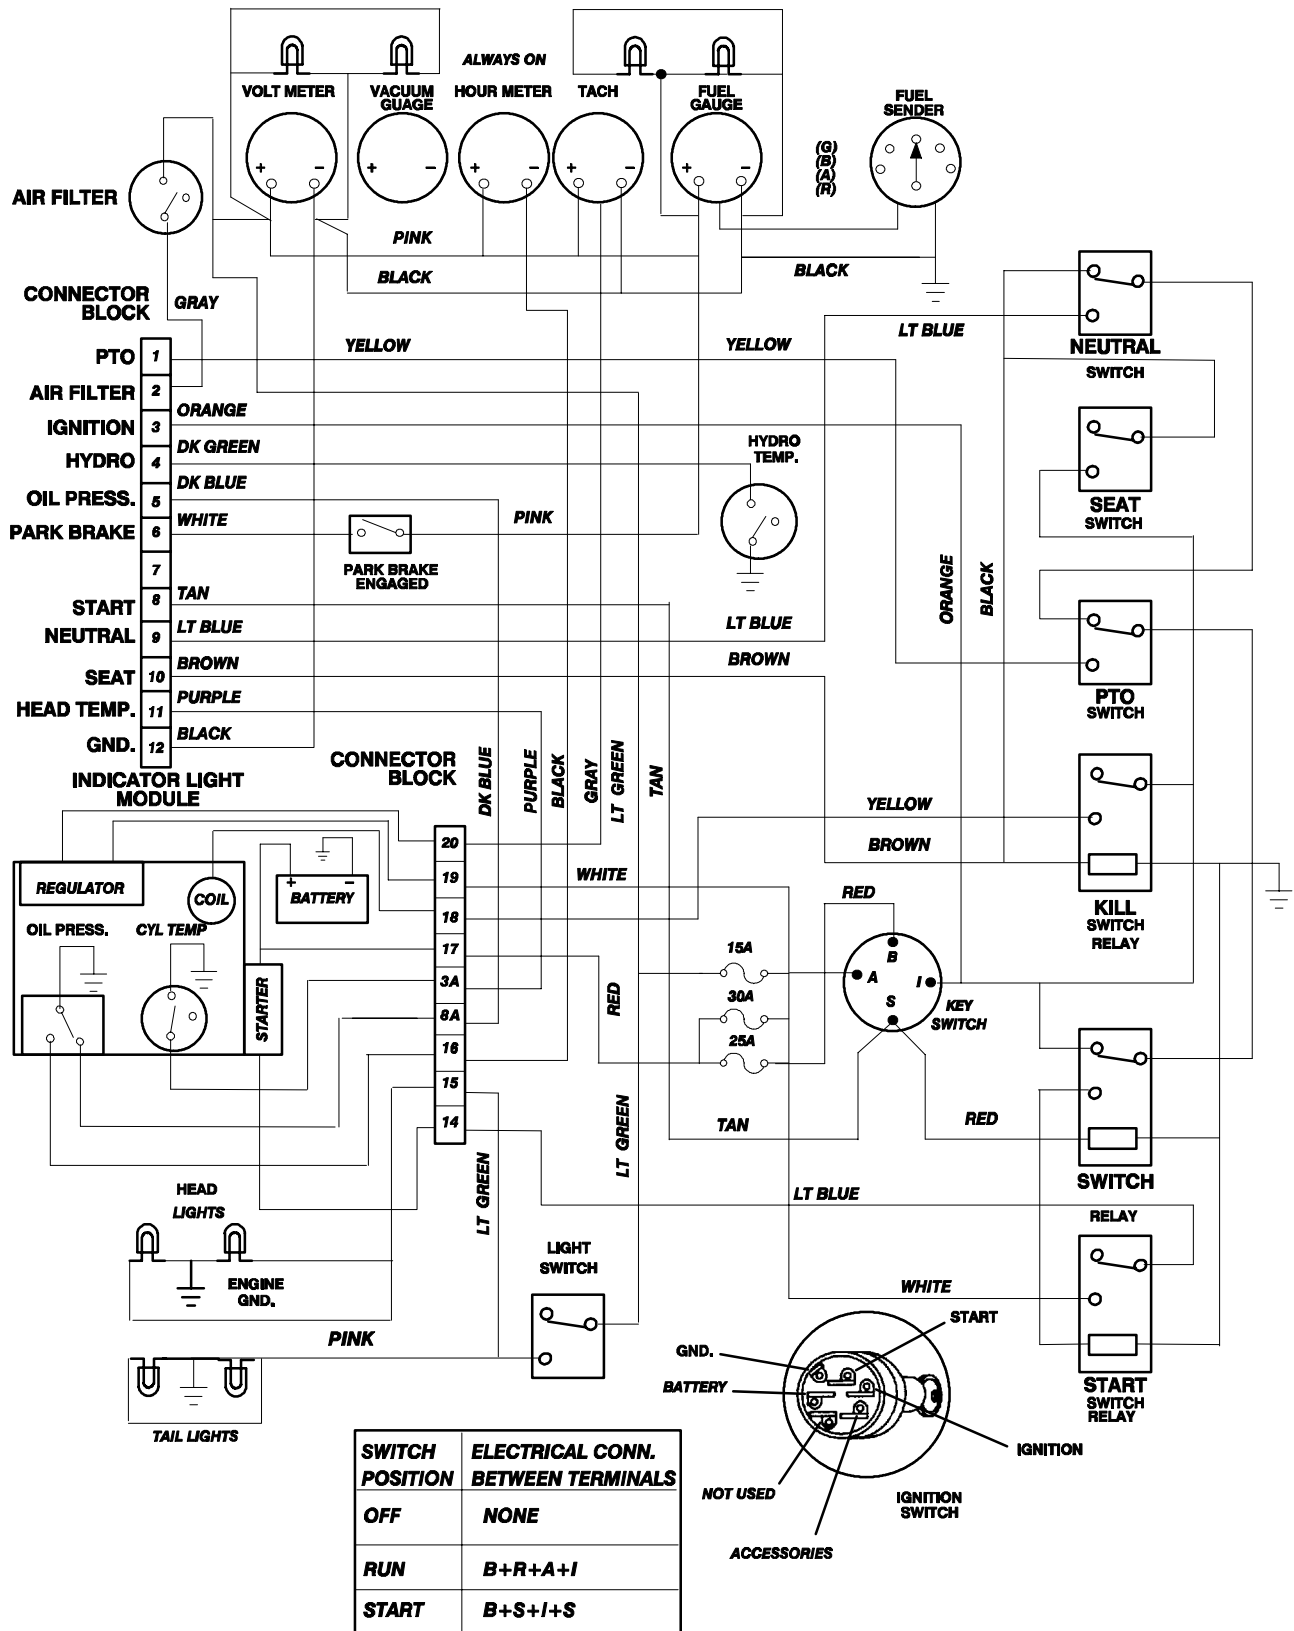 ALWAYS ON
VOLT METER
VACUUM
GUAGE
HOUR METER
TACH
FUEL
GAUGE
FUEL
SENDER
+
−
+
−
+
−
+
−
+
−
(G)
(B)
(A)
(R)
AIR FILTER
PINK
BLACK
BLACK
CONNECTOR
BLOCK
GRAY
LT BLUE
NEUTRAL
SWITCH
PTO
1
YELLOW
YELLOW
AIR FILTER
2
ORANGE
IGNITION
3
DK GREEN
HYDRO
4
DK BLUE
OIL PRESS.
5
WHITE
PARK BRAKE
6
PINK
PARK BRAKE
ENGAGED
HYDRO
TEMP.
SEAT
SWITCH
7
TAN
START
8
LT BLUE
NEUTRAL
9
LT BLUE
BROWN
SEAT
10
BROWN
PURPLE
HEAD TEMP.
11
BLACK
GND.
12
ORANGE
BLACK
PTO
SWITCH
INDICATOR LIGHT
MODULE
CONNECTOR
BLOCK
DK BLUE
PURPLE
BLACK
GRAY
LT GREEN
TAN
YELLOW
BROWN
REGULATOR
COIL
+
−
BATTERY
OIL PRESS.
CYL TEMP
STARTER
20
19
18
17
3A
8A
16
15
14
WHITE
RED
KILL
SWITCH
RELAY
15A
30A
25A
RED
B
A
I
S
KEY
SWITCH
TAN
RED
LT GREEN
LT GREEN
SWITCH
RELAY
LT BLUE
HEAD
LIGHTS
ENGINE
GND.
LIGHT
SWITCH
WHITE
PINK
TAIL LIGHTS
START
SWITCH
RELAY
START
GND.
BATTERY
IGNITION
NOT USED
ACCESSORIES
IGNITION
SWITCH
SWITCH
POSITION
ELECTRICAL CONN.
BETWEEN TERMINALS
OFF
NONE
RUN
B+R+A+I
START
B+S+I+S